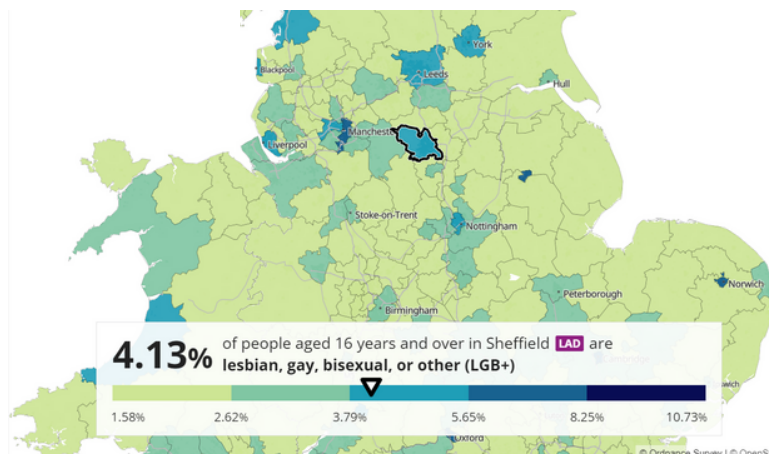 York
Blackpool
Leeds
Hull
Manchest
Liverpool
Stoke-on-Trent
Nottingham
Peterborough
Norwich
Birmingham
4.13%
of people aged 16 years and over in Sheffield LAD are
lesbian, gay, bisexual, or other (LGB+)
1.58%
2.62%
3.79%
5.65%
8.25%
10.73%
wich
Oxford
© Ordnance Survey | © OpenS